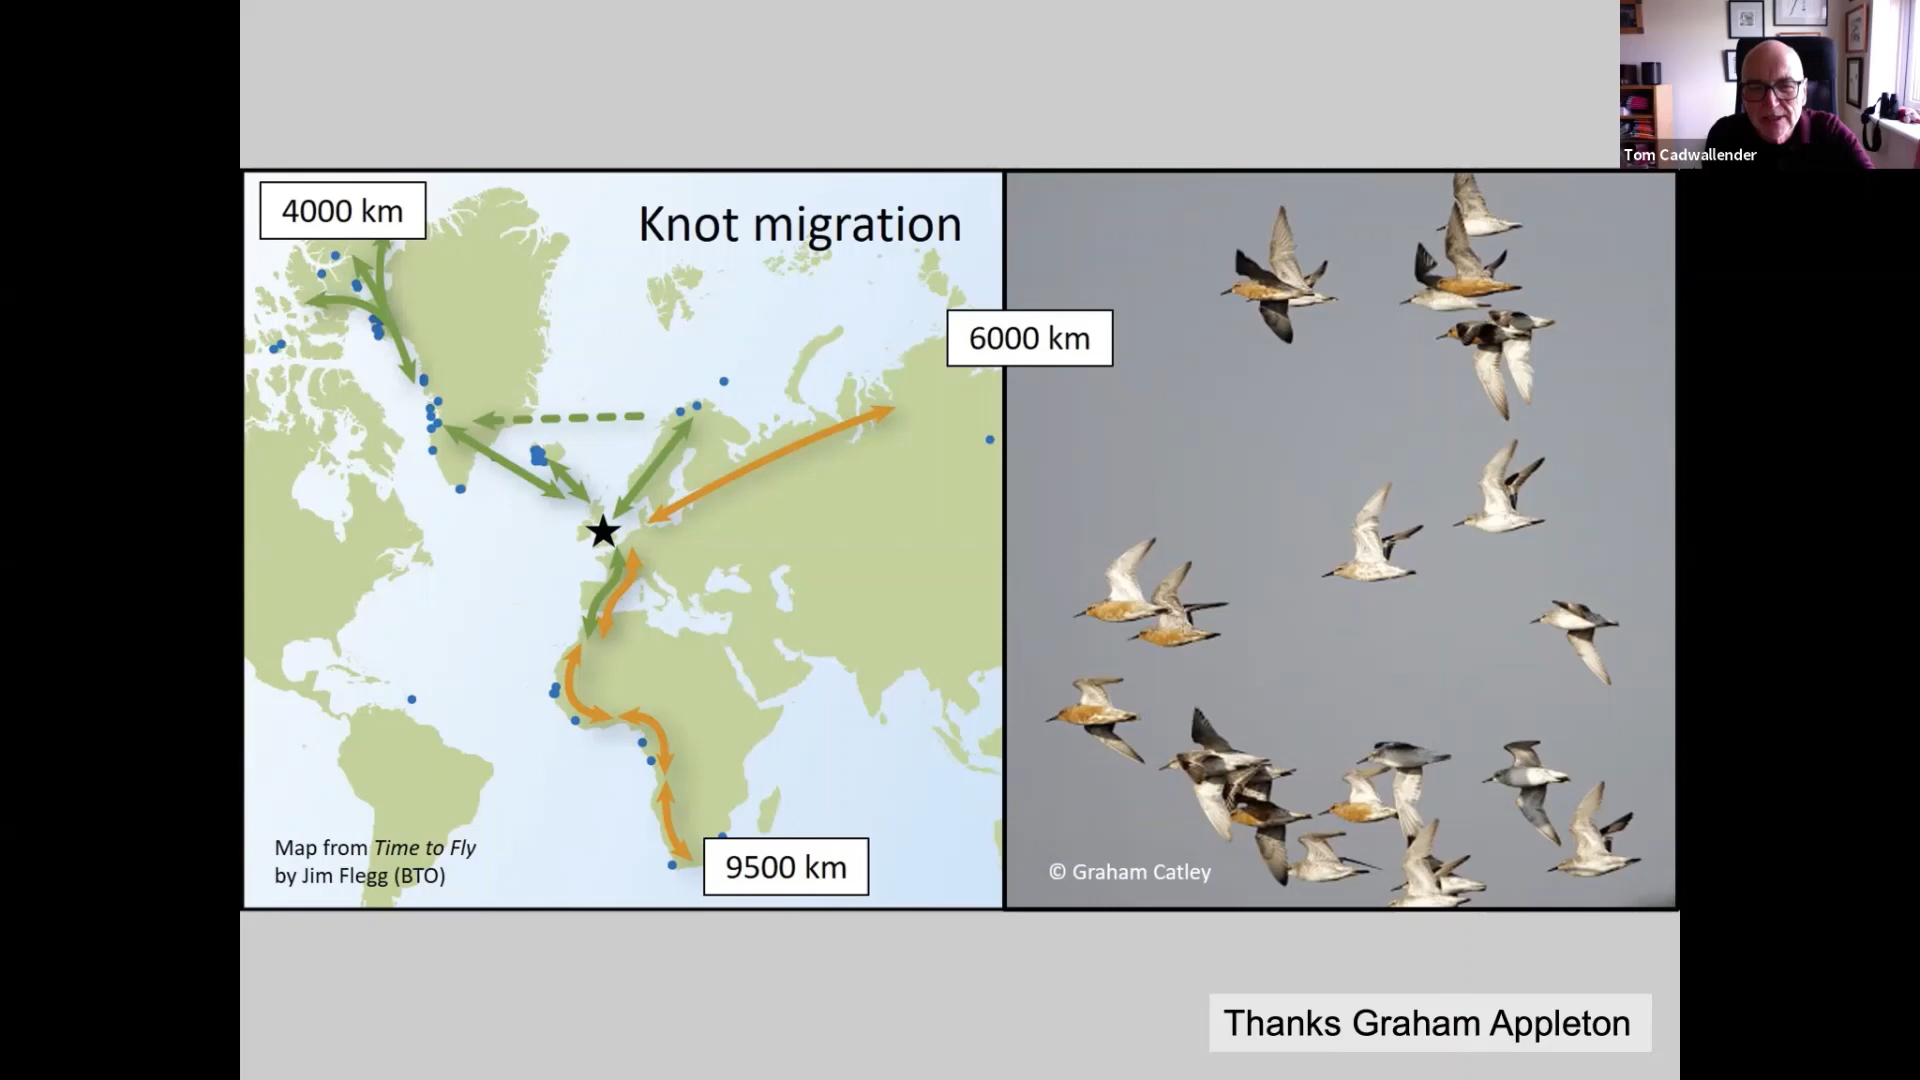 Tom Cadwallender
4000 km
Knot migration
6000 km
Map from Time to Fly
by Jim Flegg (BTO)
9500 km
© Graham Catley
Thanks Graham Appleton